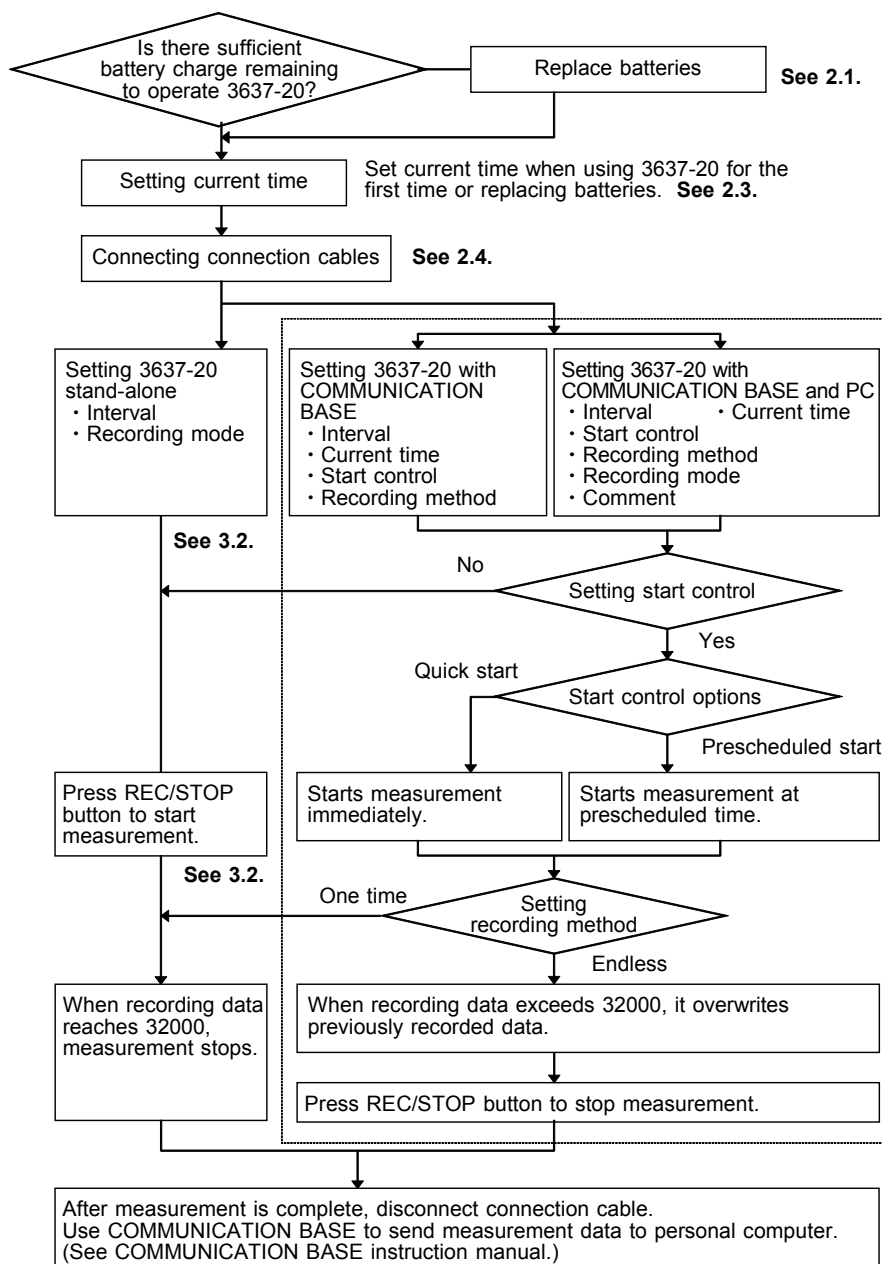 Is there sufficient
battery charge remaining
to operate 3637-20?
Replace batteries
See 2.1.
Setting current time
Set current time when using 3637-20 for the
first time or replacing batteries. See 2.3.
Connecting connection cables
See 2.4.
Setting 3637-20
stand-alone
・Interval
・Recording mode
Setting 3637-20 with
COMMUNICATION
BASE
・Interval
・Current time
・Start control
・Recording method
Setting 3637-20 with
COMMUNICATION BASE and PC
・Interval ・Current time
・Start control
・Recording method
・Recording mode
・Comment
See 3.2.
No
Setting start control
Yes
Quick start
Start control options
Prescheduled start
Press REC/STOP
button to start
measurement.
Starts measurement
immediately.
Starts measurement at
prescheduled time.
See 3.2.
One time
Setting
recording method
Endless
When recording data
reaches 32000,
measurement stops.
When recording data exceeds 32000, it overwrites
previously recorded data.
Press REC/STOP button to stop measurement.
After measurement is complete, disconnect connection cable.
Use COMMUNICATION BASE to send measurement data to personal computer.
(See COMMUNICATION BASE instruction manual.)